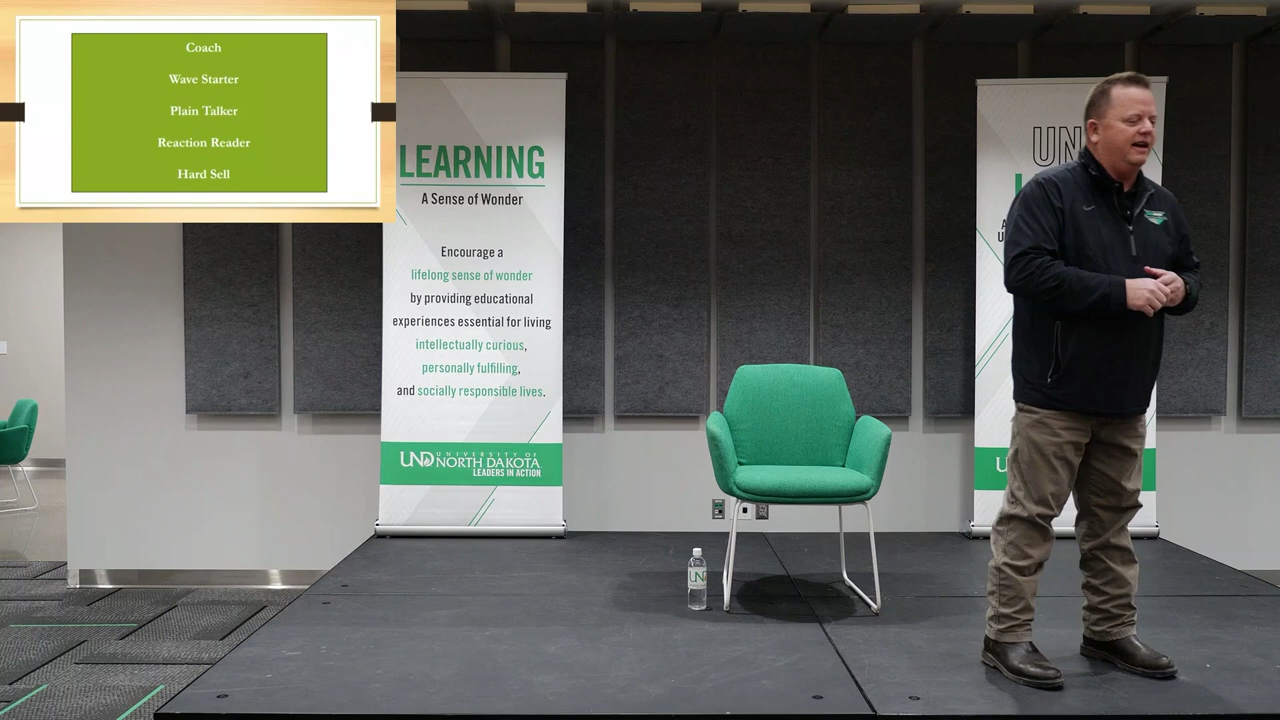 Coach
Wave Starter
Plain Talker
Reaction Reader
Hard Sell
LEARNING
A Sense of Wonder
Encourage a
lifelong sense of wonder
by providing educational
experiences essential for living
intellectually curious,
personally fulfilling,
and socially responsible lives.
UND UNIVERSITY OF
NORTH DAKOTA
LEADERS IN ACTION
UND
UN